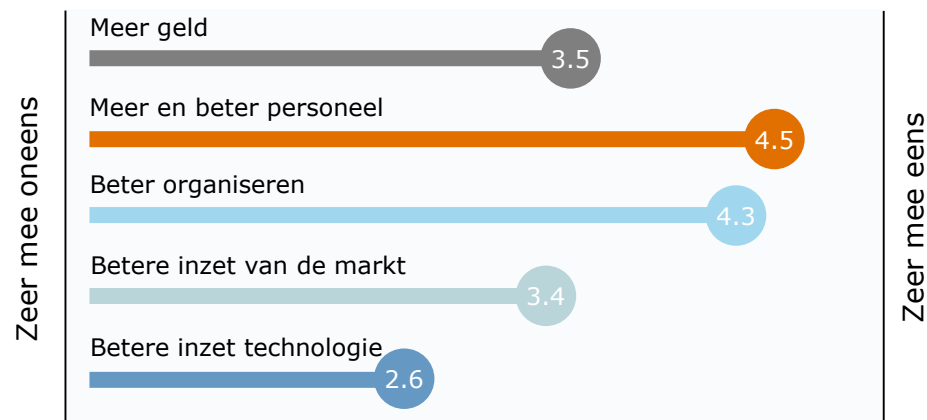 Zeer mee oneens
Meer geld
3.5
Meer en beter personeel
4.5
Beter organiseren
4.3
Betere inzet van de markt
3.4
Betere inzet technologie
2.6
Zeer mee eens